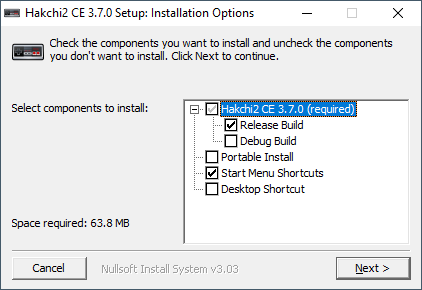 Hakchi2 CE 3.7.0 Setup: Installation Options
Check the components you want to install and uncheck the components
you don't want to install. Click Next to continue.
Select components to install:
Hakchi2 CE 3.7.0 (required)
Release Build
Debug Build
Portable Install
Start Menu Shortcuts
Desktop Shortcut
Space required: 63.8 MB
Cancel
Nullsoft Install System v3.03
Next >